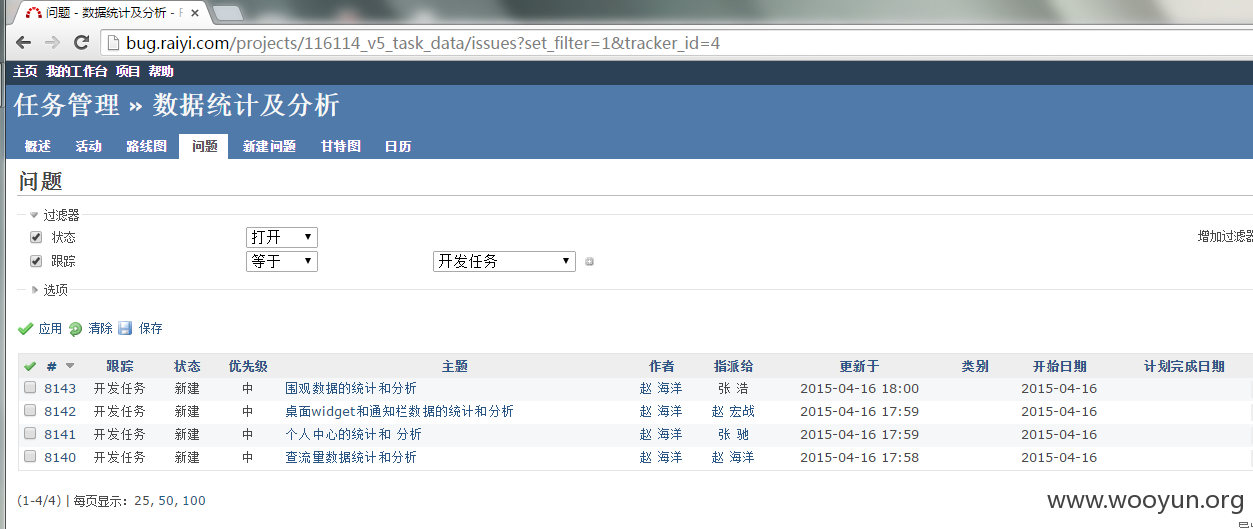 问题 - 数据统计及分析 - F
bug.raiyi.com/projects/116114_v5_task_data/issues?set_filter=1&tracker_id=4
主页 我的工作台 项目 帮助
任务管理 » 数据统计及分析
概述 活动 路线图 问题 新建问题 甘特图 日历
问题
过滤器
状态 打开 增加过滤器
跟踪 等于 开发任务
选项
应用 清除 保存
# 跟踪 状态 优先级 主题 作者 指派给 更新于 类别 开始日期 计划完成日期
8143 开发任务 新建 中 围观数据的统计和分析 赵 海洋 张 浩 2015-04-16 18:00 2015-04-16
8142 开发任务 新建 中 桌面widget和通知栏数据的统计和分析 赵 海洋 赵 宏战 2015-04-16 17:59 2015-04-16
8141 开发任务 新建 中 个人中心的统计和 分析 赵 海洋 张 驰 2015-04-16 17:59 2015-04-16
8140 开发任务 新建 中 查流量数据统计和分析 赵 海洋 赵 海洋 2015-04-16 17:58 2015-04-16
(1-4/4) | 每页显示: 25, 50, 100
www.wooyun.org